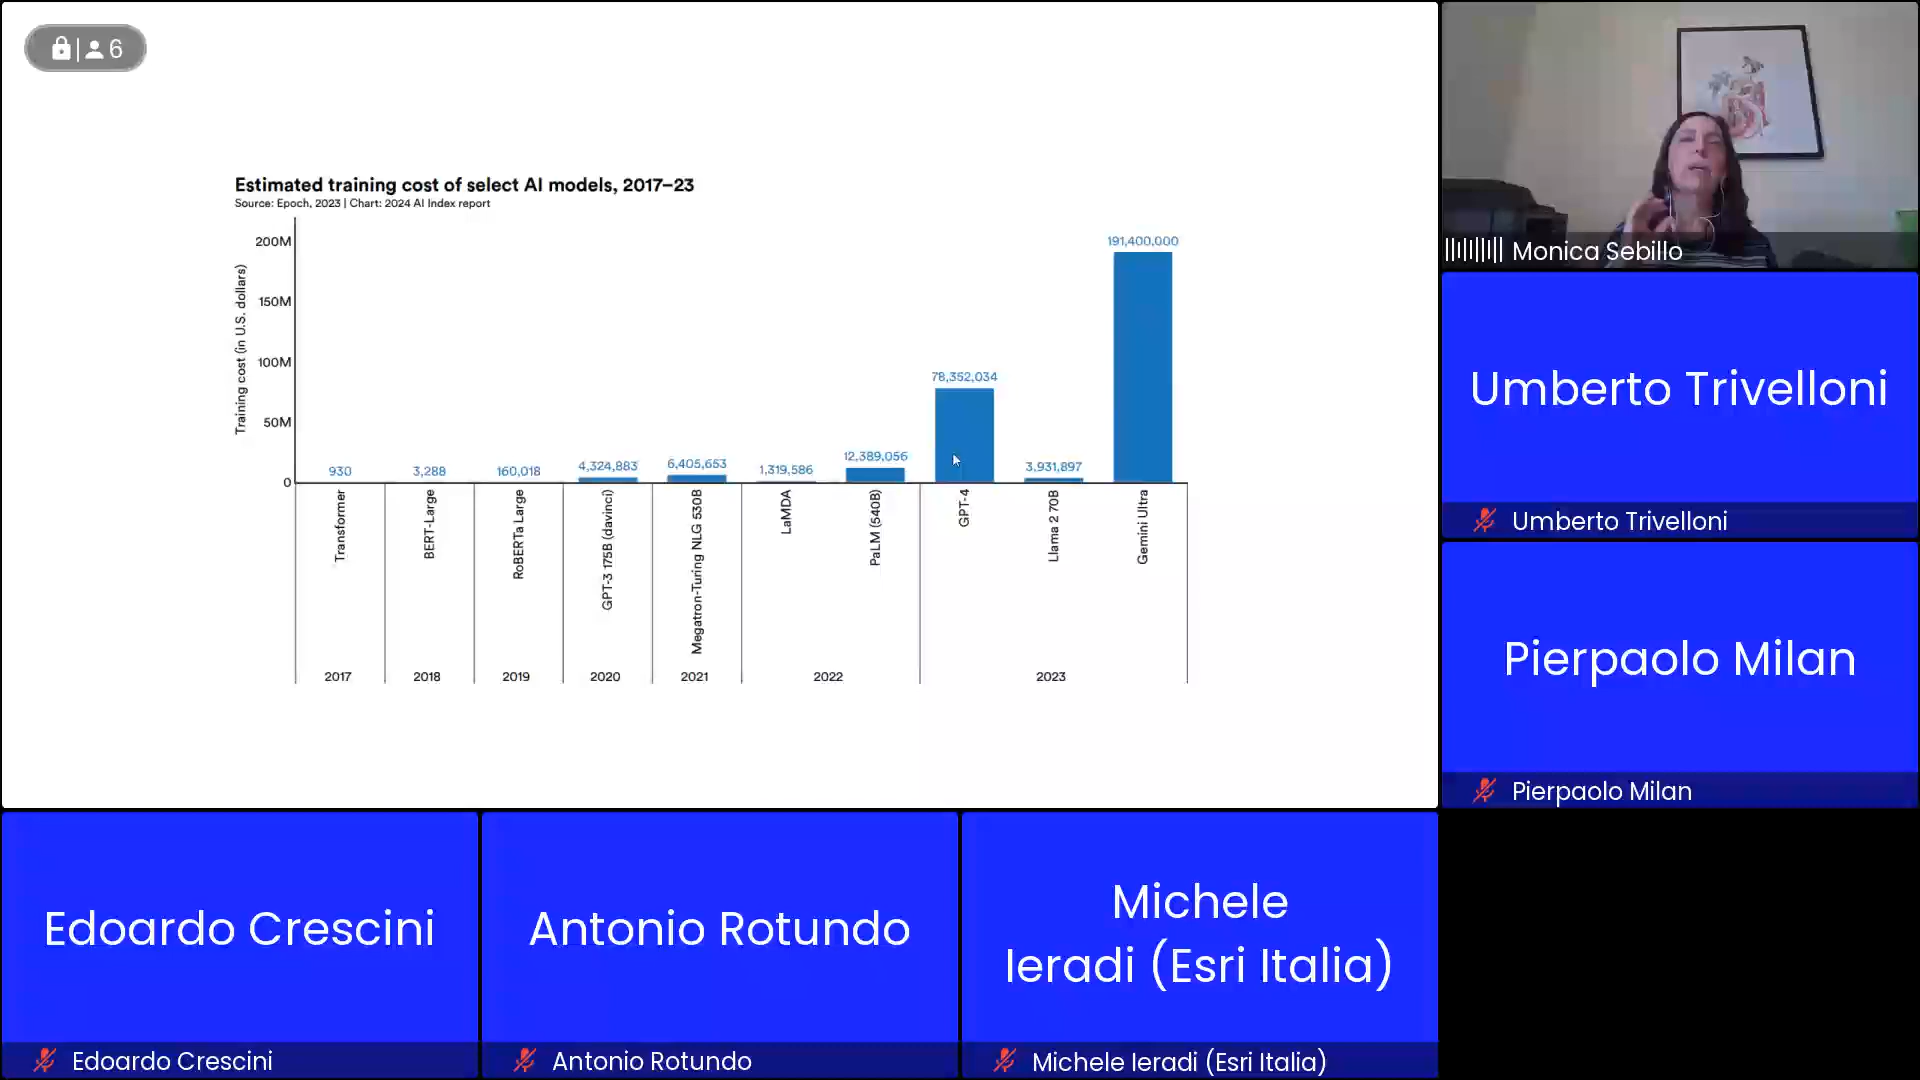 6
Estimated training cost of select AI models, 2017–23
Source: Epoch, 2023 | Chart: 2024 AI Index report
Training cost (in U.S. dollars)
200M
150M
100M
50M
0
930
3,288
160,018
4,324,883
6,405,653
1,319,586
12,389,056
78,352,034
3,931,897
191,400,000
Transformer
BERT-Large
RoBERTa Large
GPT-3 175B (davinci)
Megatron-Turing NLG 530B
LaMDA
PaLM (540B)
GPT-4
Llama 2 70B
Gemini Ultra
2017
2018
2019
2020
2021
2022
2023
Monica Sebillo
Umberto Trivelloni
Umberto Trivelloni
Pierpaolo Milan
Pierpaolo Milan
Edoardo Crescini
Edoardo Crescini
Antonio Rotundo
Antonio Rotundo
Michele
Ieradi (Esri Italia)
Michele Ieradi (Esri Italia)